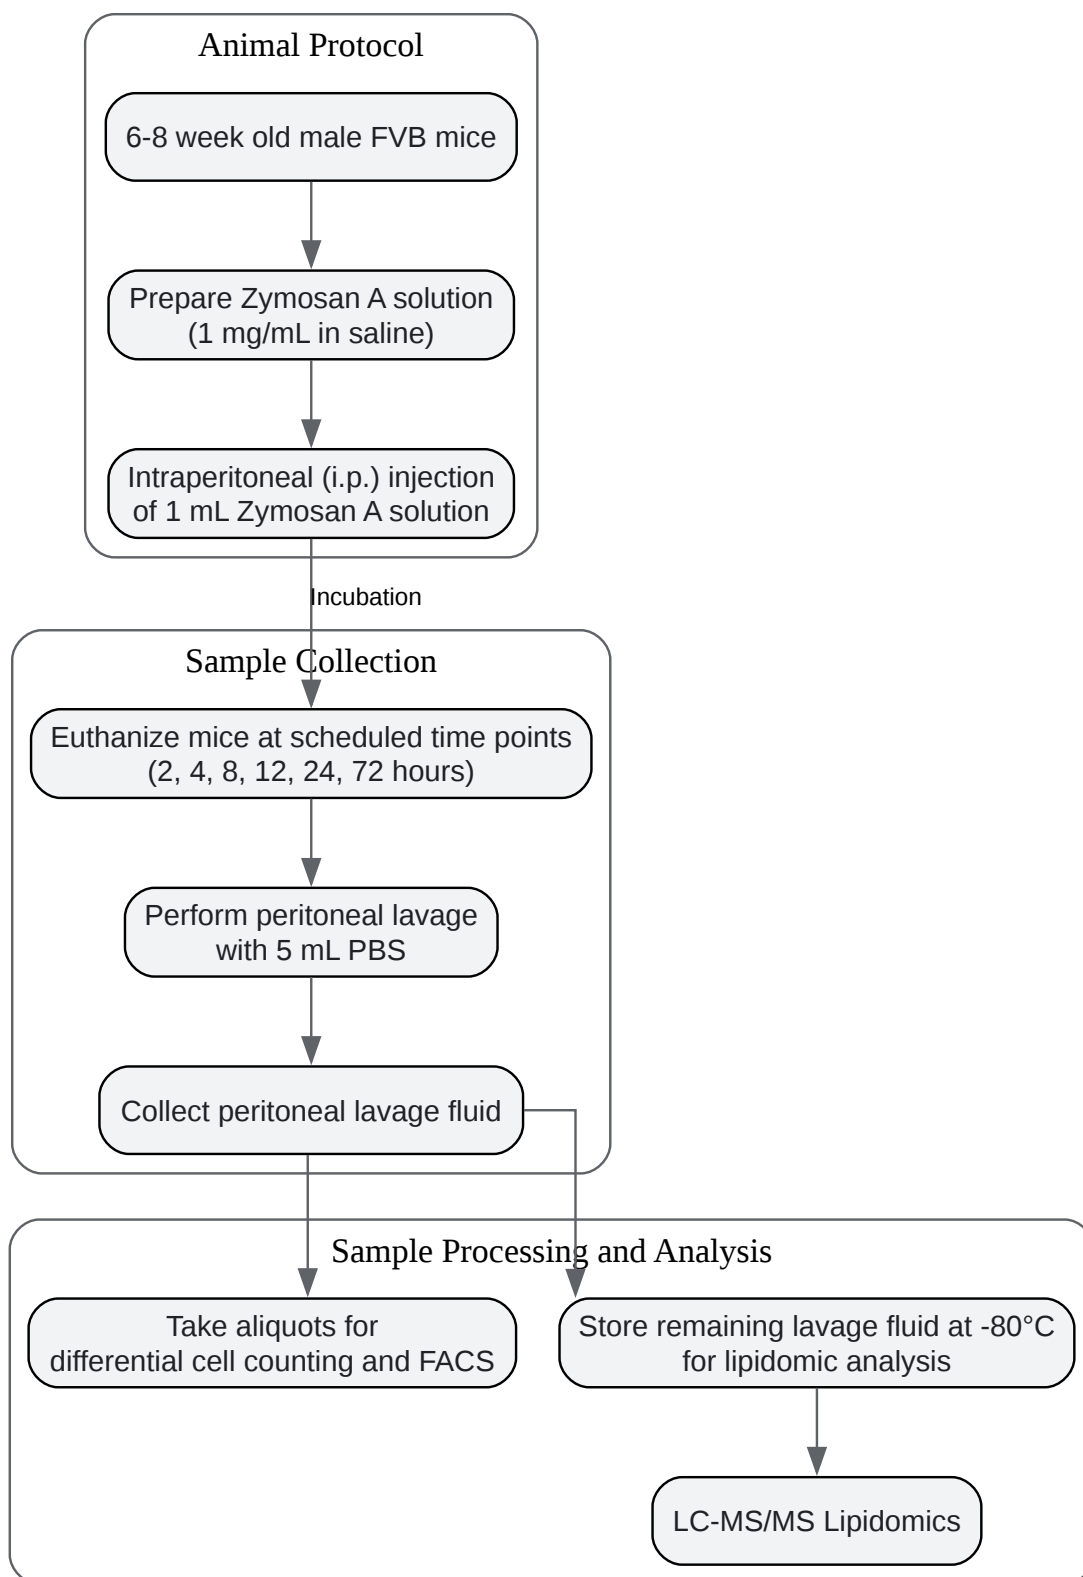 Animal Protocol
6-8 week old male FVB mice
Prepare Zymosan A solution
(1 mg/mL in saline)
Intraperitoneal (i.p.) injection
of 1 mL Zymosan A solution
Incubation
Sample Collection
Euthanize mice at scheduled time points
(2, 4, 8, 12, 24, 72 hours)
Perform peritoneal lavage
with 5 mL PBS
Collect peritoneal lavage fluid
Sample Processing and Analysis
Take aliquots for
differential cell counting and FACS
Store remaining lavage fluid at -80°C
for lipidomic analysis
LC-MS/MS Lipidomics